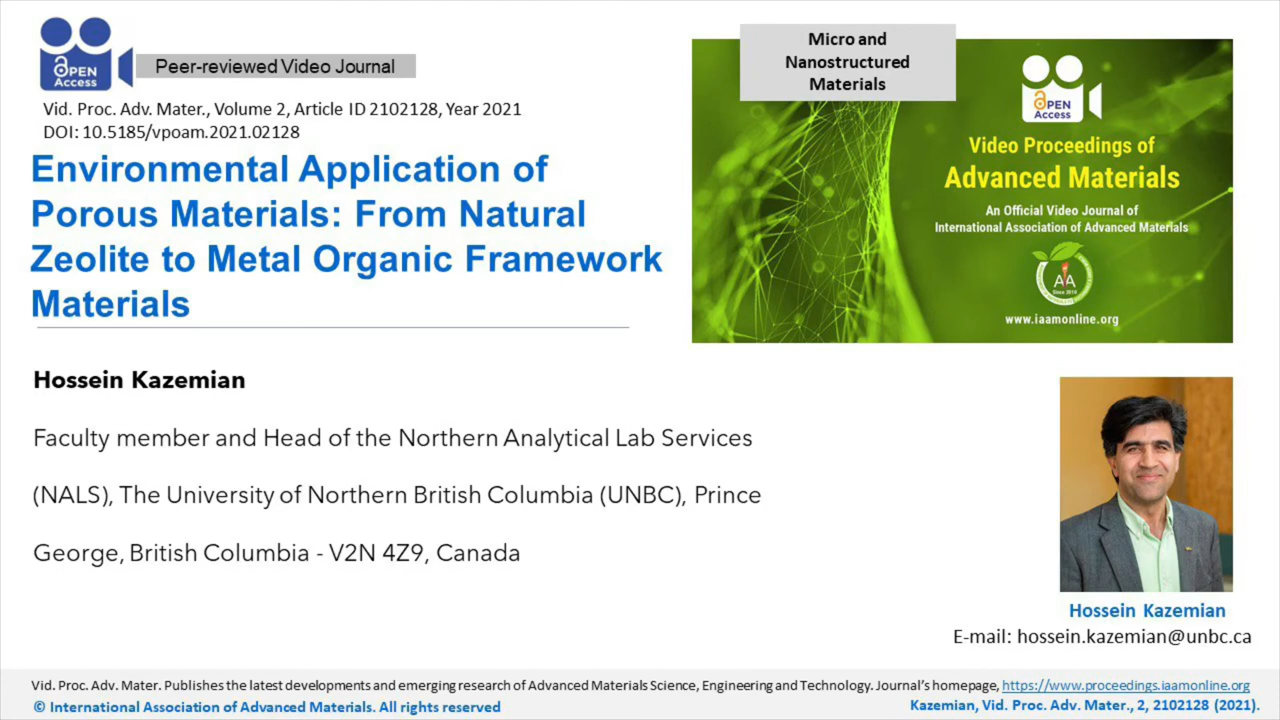 OPEN
Access
Peer-reviewed Video Journal
Vid. Proc. Adv. Mater., Volume 2, Article ID 2102128, Year 2021
DOI: 10.5185/vpoam.2021.02128
Environmental Application of
Porous Materials: From Natural
Zeolite to Metal Organic Framework
Materials
Micro and
Nanostructured
Materials
OPEN
Access
Video Proceedings of
Advanced Materials
An Official Video Journal of
International Association of Advanced Materials
Since 2010
www.iaamonline.org
Hossein Kazemian
Faculty member and Head of the Northern Analytical Lab Services
(NALS), The University of Northern British Columbia (UNBC), Prince
George, British Columbia - V2N 4Z9, Canada
Hossein Kazemian
E-mail: hossein.kazemian@unbc.ca
Vid. Proc. Adv. Mater. Publishes the latest developments and emerging research of Advanced Materials Science, Engineering and Technology. Journal's homepage, https://www.proceedings.iaamonline.org
© International Association of Advanced Materials. All rights reserved
Kazemian, Vid. Proc. Adv. Mater., 2, 2102128 (2021).